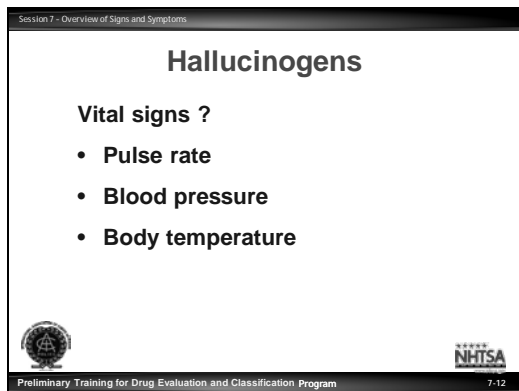 Session 7 - Overview of Signs and Symptoms
Hallucinogens
Vital signs ?
• Pulse rate
• Blood pressure
• Body temperature
NHTSA
Preliminary Training for Drug Evaluation and Classification Program 7-12